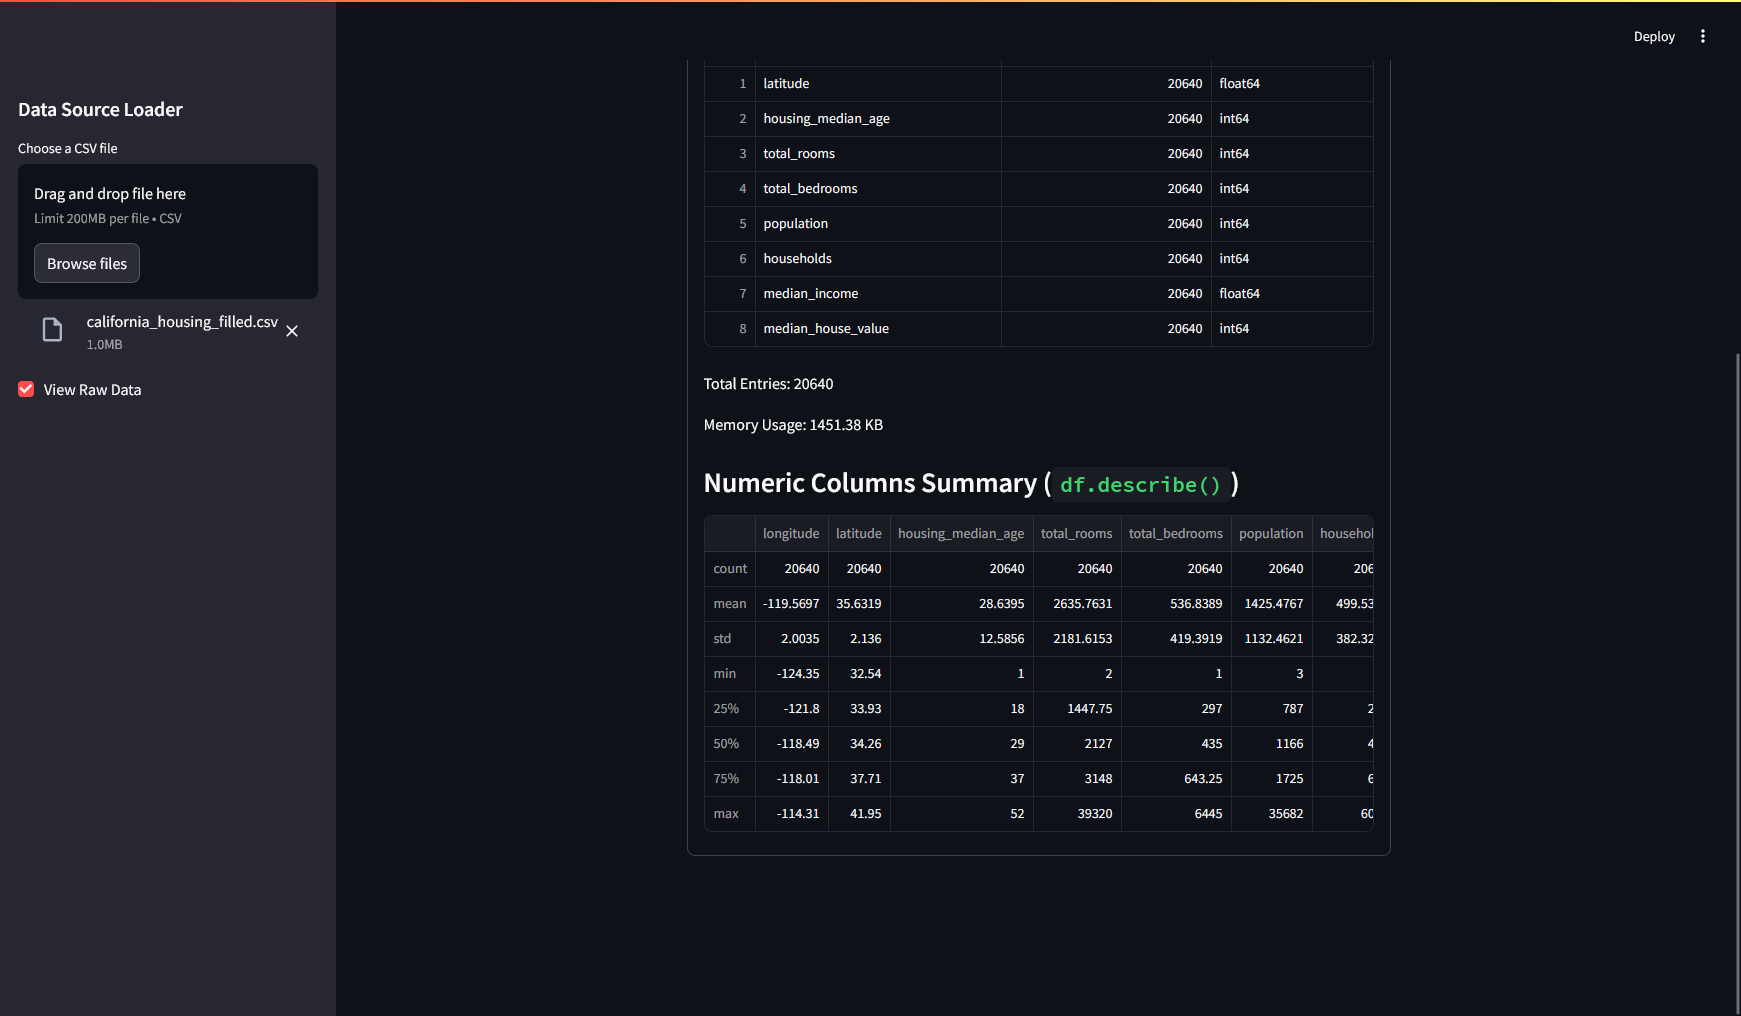 Deploy
Data Source Loader
Choose a CSV file
Drag and drop file here
Limit 200MB per file • CSV
Browse files
california_housing_filled.csv
1.0MB
View Raw Data
1 latitude 20640 float64
2 housing_median_age 20640 int64
3 total_rooms 20640 int64
4 total_bedrooms 20640 int64
5 population 20640 int64
6 households 20640 int64
7 median_income 20640 float64
8 median_house_value 20640 int64
Total Entries: 20640
Memory Usage: 1451.38 KB
Numeric Columns Summary ( df.describe() )
longitude latitude housing_median_age total_rooms total_bedrooms population househol
count 20640 20640 20640 20640 20640 20640 206
mean -119.5697 35.6319 28.6395 2635.7631 536.8389 1425.4767 499.53
std 2.0035 2.136 12.5856 2181.6153 419.3919 1132.4621 382.32
min -124.35 32.54 1 2 1 3
25% -121.8 33.93 18 1447.75 297 787 2
50% -118.49 34.26 29 2127 435 1166 4
75% -118.01 37.71 37 3148 643.25 1725 6
max -114.31 41.95 52 39320 6445 35682 60